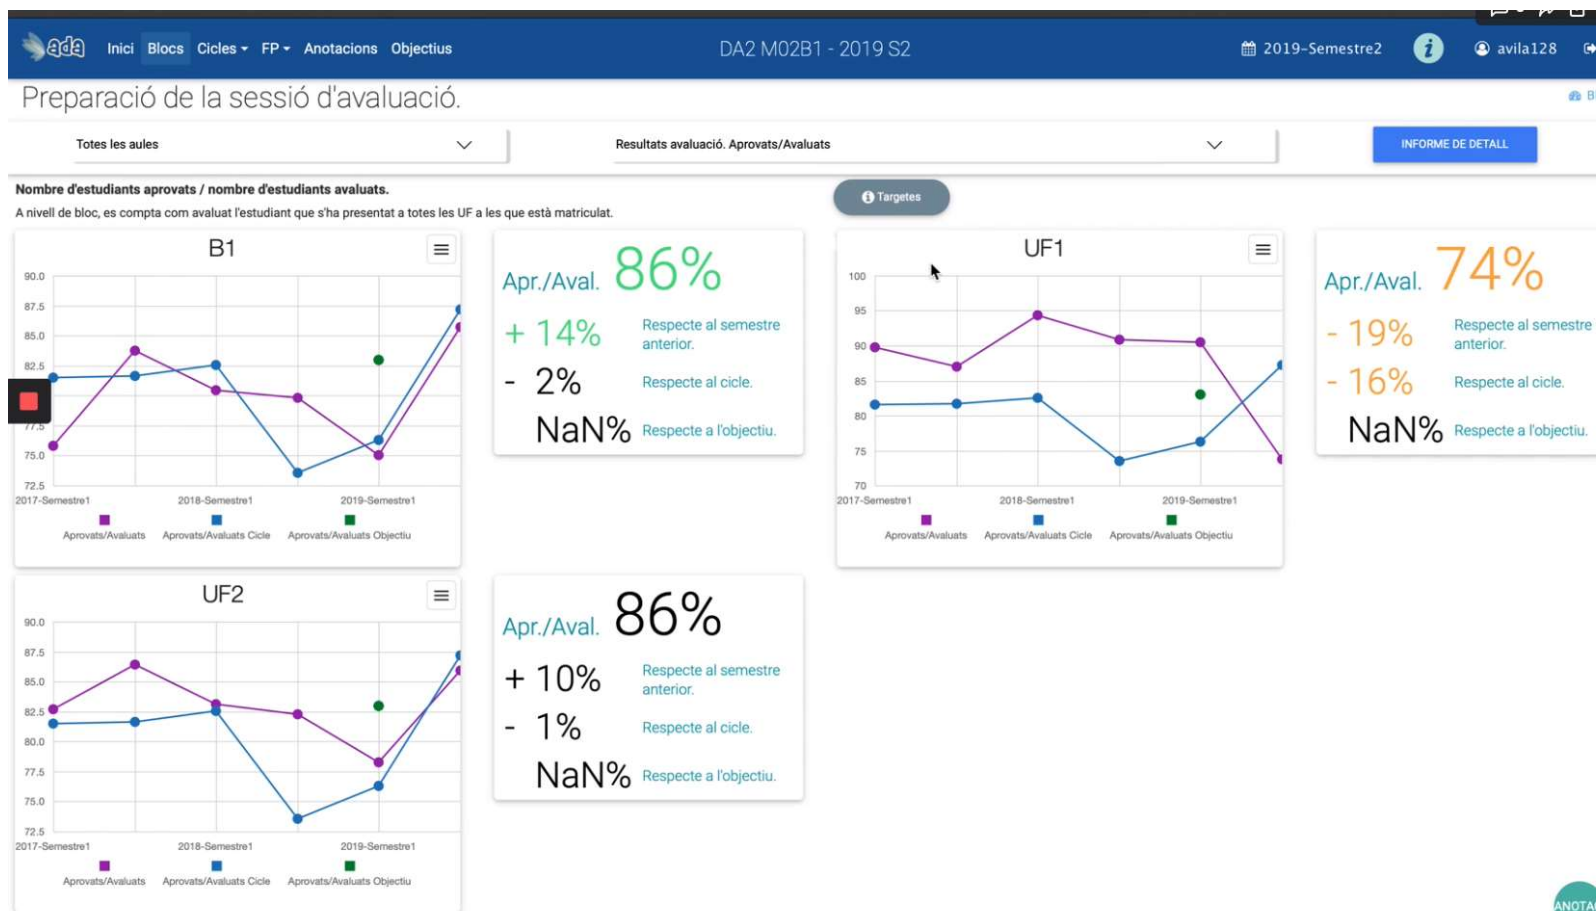 ada Inici Blocs Cicles FP Anotacions Objectius DA2 M02B1 - 2019 S2 2019-Semestre2 i avila128
Preparació de la sessió d'avaluació.
Totes les aules
Resultats avaluació. Aprovats/Avaluats
INFORME DE DETALL
Nombre d'estudiants aprovats / nombre d'estudiants avaluats.
A nivell de bloc, es compta com avaluat l'estudiant que s'ha presentat a totes les UF a les que està matriculat.
Targetes
B1
90.0
87.5
85.0
82.5
77.5
75.0
72.5
2017-Semestre1 2018-Semestre1 2019-Semestre1
Aprovats/Avaluats Aprovats/Avaluats Cicle Aprovats/Avaluats Objectiu
Apr./Aval. 86%
+ 14% Respecte al semestre
anterior.
- 2% Respecte al cicle.
NaN% Respecte a l'objectiu.
UF1
100
95
90
85
80
75
70
2017-Semestre1 2018-Semestre1 2019-Semestre1
Aprovats/Avaluats Aprovats/Avaluats Cicle Aprovats/Avaluats Objectiu
Apr./Aval. 74%
- 19% Respecte al semestre
anterior.
- 16% Respecte al cicle.
NaN% Respecte a l'objectiu.
UF2
90.0
87.5
85.0
82.5
80.0
77.5
75.0
72.5
2017-Semestre1 2018-Semestre1 2019-Semestre1
Aprovats/Avaluats Aprovats/Avaluats Cicle Aprovats/Avaluats Objectiu
Apr./Aval. 86%
+ 10% Respecte al semestre
anterior.
- 1% Respecte al cicle.
NaN% Respecte a l'objectiu.